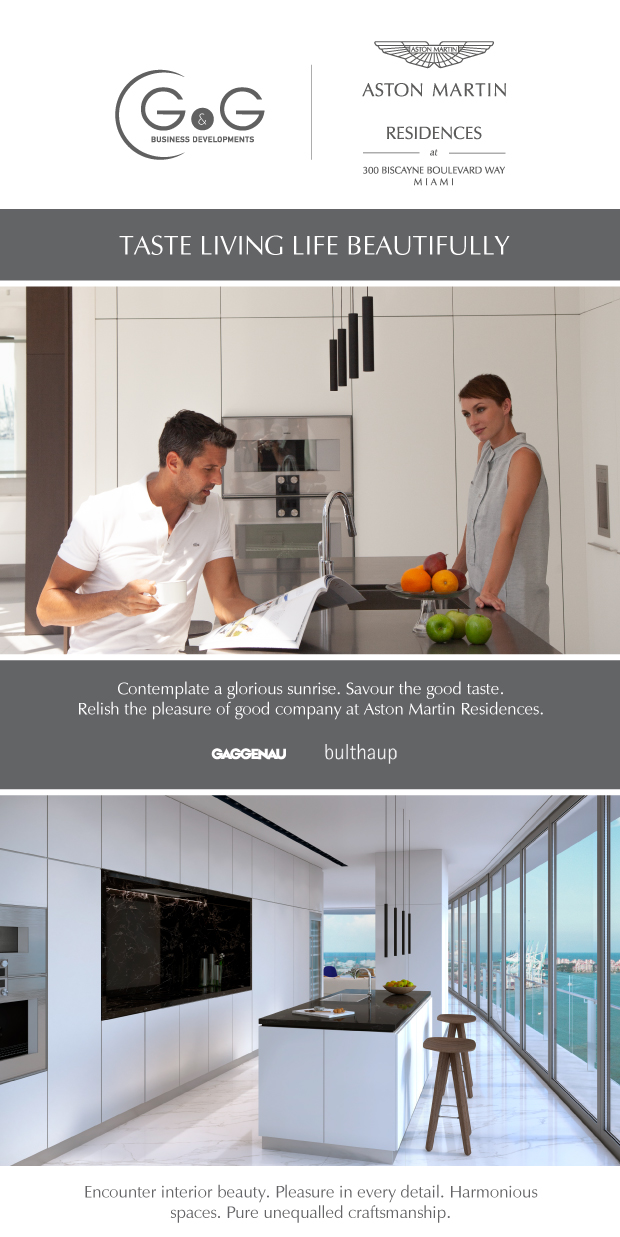 G&G
BUSINESS DEVELOPMENTS
ASTON MARTIN
ASTON MARTIN
RESIDENCES
at
300 BISCAYNE BOULEVARD WAY
MIAMI
TASTE LIVING LIFE BEAUTIFULLY
Contemplate a glorious sunrise. Savour the good taste.
Relish the pleasure of good company at Aston Martin Residences.
GAGGENAU bulthaup
Encounter interior beauty. Pleasure in every detail. Harmonious
spaces. Pure unequalled craftsmanship.